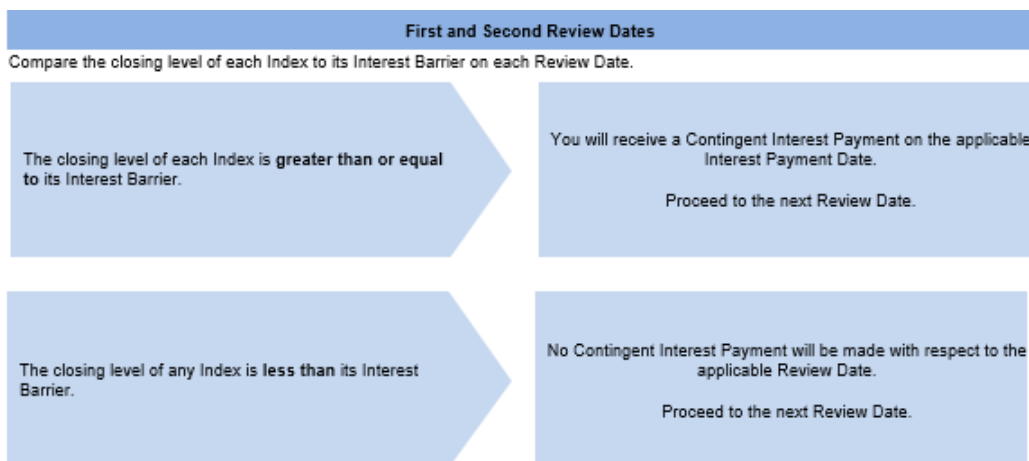 First and Second Review Dates
Compare the closing level of each Index to its Interest Barrier on each Review Date.
The closing level of each Index is greater than or equal
to its Interest Barrier.
You will receive a Contingent Interest Payment on the applicable
Interest Payment Date.
Proceed to the next Review Date.
The closing level of any Index is less than its Interest
Barrier.
No Contingent Interest Payment will be made with respect to the
applicable Review Date.
Proceed to the next Review Date.